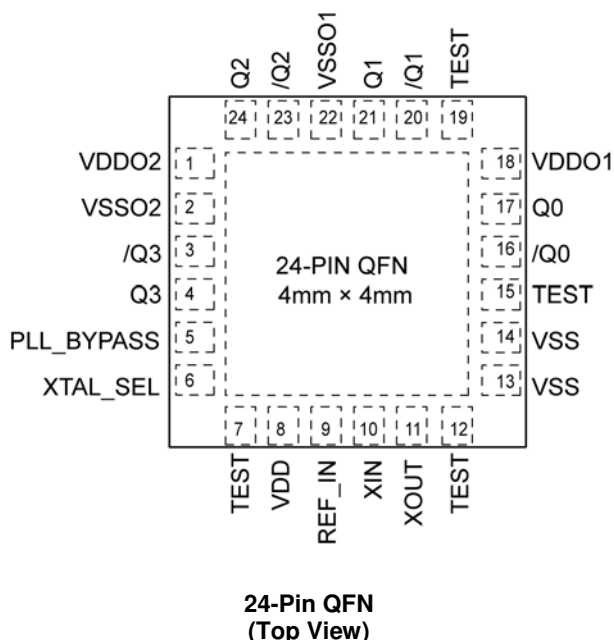 Q2
/Q2
VSSO1
Q1
/Q1
TEST
24
23
22
21
20
19
VDDO2 1
VSSO2 2
/Q3 3
Q3 4
PLL_BYPASS 5
XTAL_SEL 6
18 VDDO1
17 Q0
16 /Q0
15 TEST
14 VSS
13 VSS
24-PIN QFN
4mm × 4mm
7
8
9
10
11
12
TEST
VDD
REF_IN
XIN
XOUT
TEST
24-Pin QFN
(Top View)